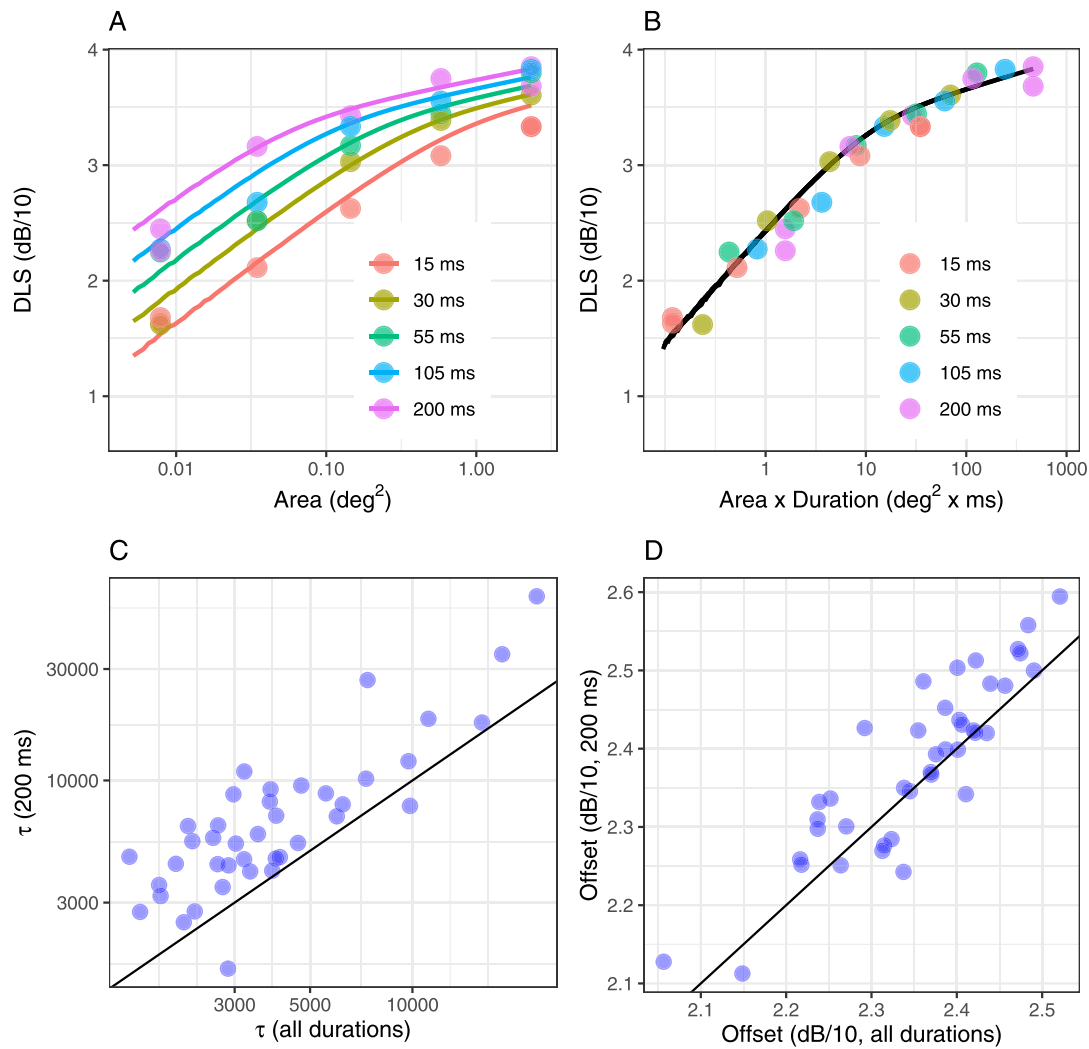 A
DLS (dB/10)
4
3
2
1
15 ms
30 ms
55 ms
105 ms
200 ms
0.01
0.10
1.00
Area (deg²)
B
DLS (dB/10)
15 ms
30 ms
55 ms
105 ms
200 ms
1
10
100
1000
Area x Duration (deg² x ms)
C
τ (200 ms)
30000
10000
3000
3000
5000
10000
τ (all durations)
D
Offset (dB/10, 200 ms)
2.6
2.5
2.4
2.3
2.2
2.1
2.1
2.2
2.3
2.4
2.5
Offset (dB/10, all durations)